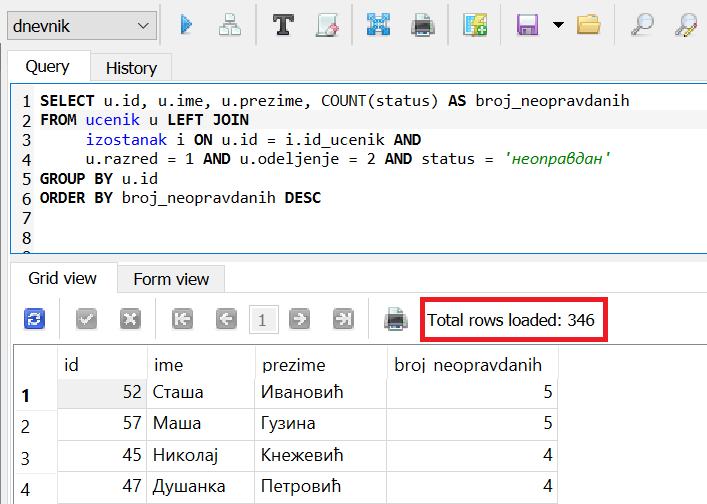 dnevnik
Query
History
1 SELECT u.id, u.ime, u.prezime, COUNT(status) AS broj_neopravdanih
2 FROM ucenik u LEFT JOIN
3 izostanak i ON u.id = i.id_ucenik AND
4 u.razred = 1 AND u.odeljenje = 2 AND status = 'неоправдан'
5 GROUP BY u.id
6 ORDER BY broj_neopravdanih DESC
7
8
Grid view
Form view
1
Total rows loaded: 346
id ime prezime broj_neopravdanih
1 52 Сташа Ивановић 5
2 57 Маша Гузина 5
3 45 Николај Кнежевић 4
4 47 Душанка Петровић 4